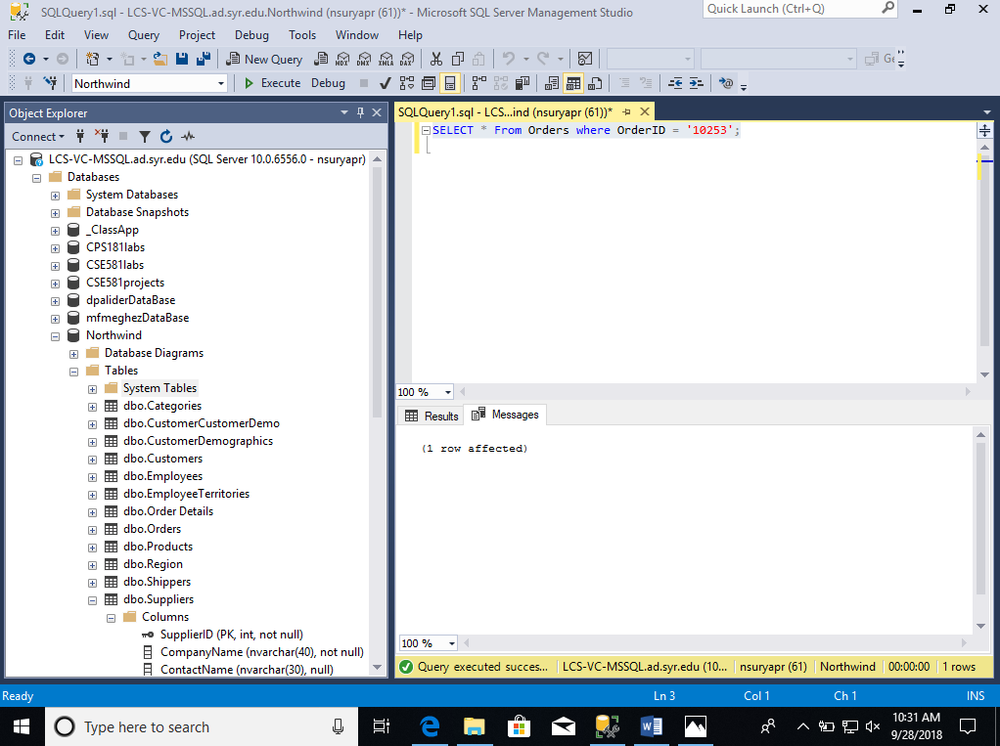 SQLQuery1.sql - LCS-VC-MSSQL.ad.syr.edu.Northwind (nsuryapr (61))* - Microsoft SQL Server Management Studio
Quick Launch (Ctrl+Q)
File Edit View Query Project Debug Tools Window Help
New Query MDX DMX XMLA DAX
Northwind Execute Debug
Object Explorer
Connect
LCS-VC-MSSQL.ad.syr.edu (SQL Server 10.0.6556.0 - nsuryapr)
Databases
System Databases
Database Snapshots
_ClassApp
CPS181labs
CSE581labs
CSE581projects
dpaliderDataBase
mfmeghezDataBase
Northwind
Database Diagrams
Tables
System Tables
dbo.Categories
dbo.CustomerCustomerDemo
dbo.CustomerDemographics
dbo.Customers
dbo.Employees
dbo.EmployeeTerritories
dbo.Order Details
dbo.Orders
dbo.Products
dbo.Region
dbo.Shippers
dbo.Suppliers
Columns
SupplierID (PK, int, not null)
CompanyName (nvarchar(40), not null)
ContactName (nvarchar(30), null)
SQLQuery1.sql - LCS...ind (nsuryapr (61))*
SELECT * From Orders where OrderID = '10253';
100 %
Results Messages
(1 row affected)
100 %
Query executed succes... LCS-VC-MSSQL.ad.syr.edu (10... nsuryapr (61) Northwind 00:00:00 1 rows
Ready Ln 3 Col 1 Ch 1 INS
Type here to search
10:31 AM
9/28/2018